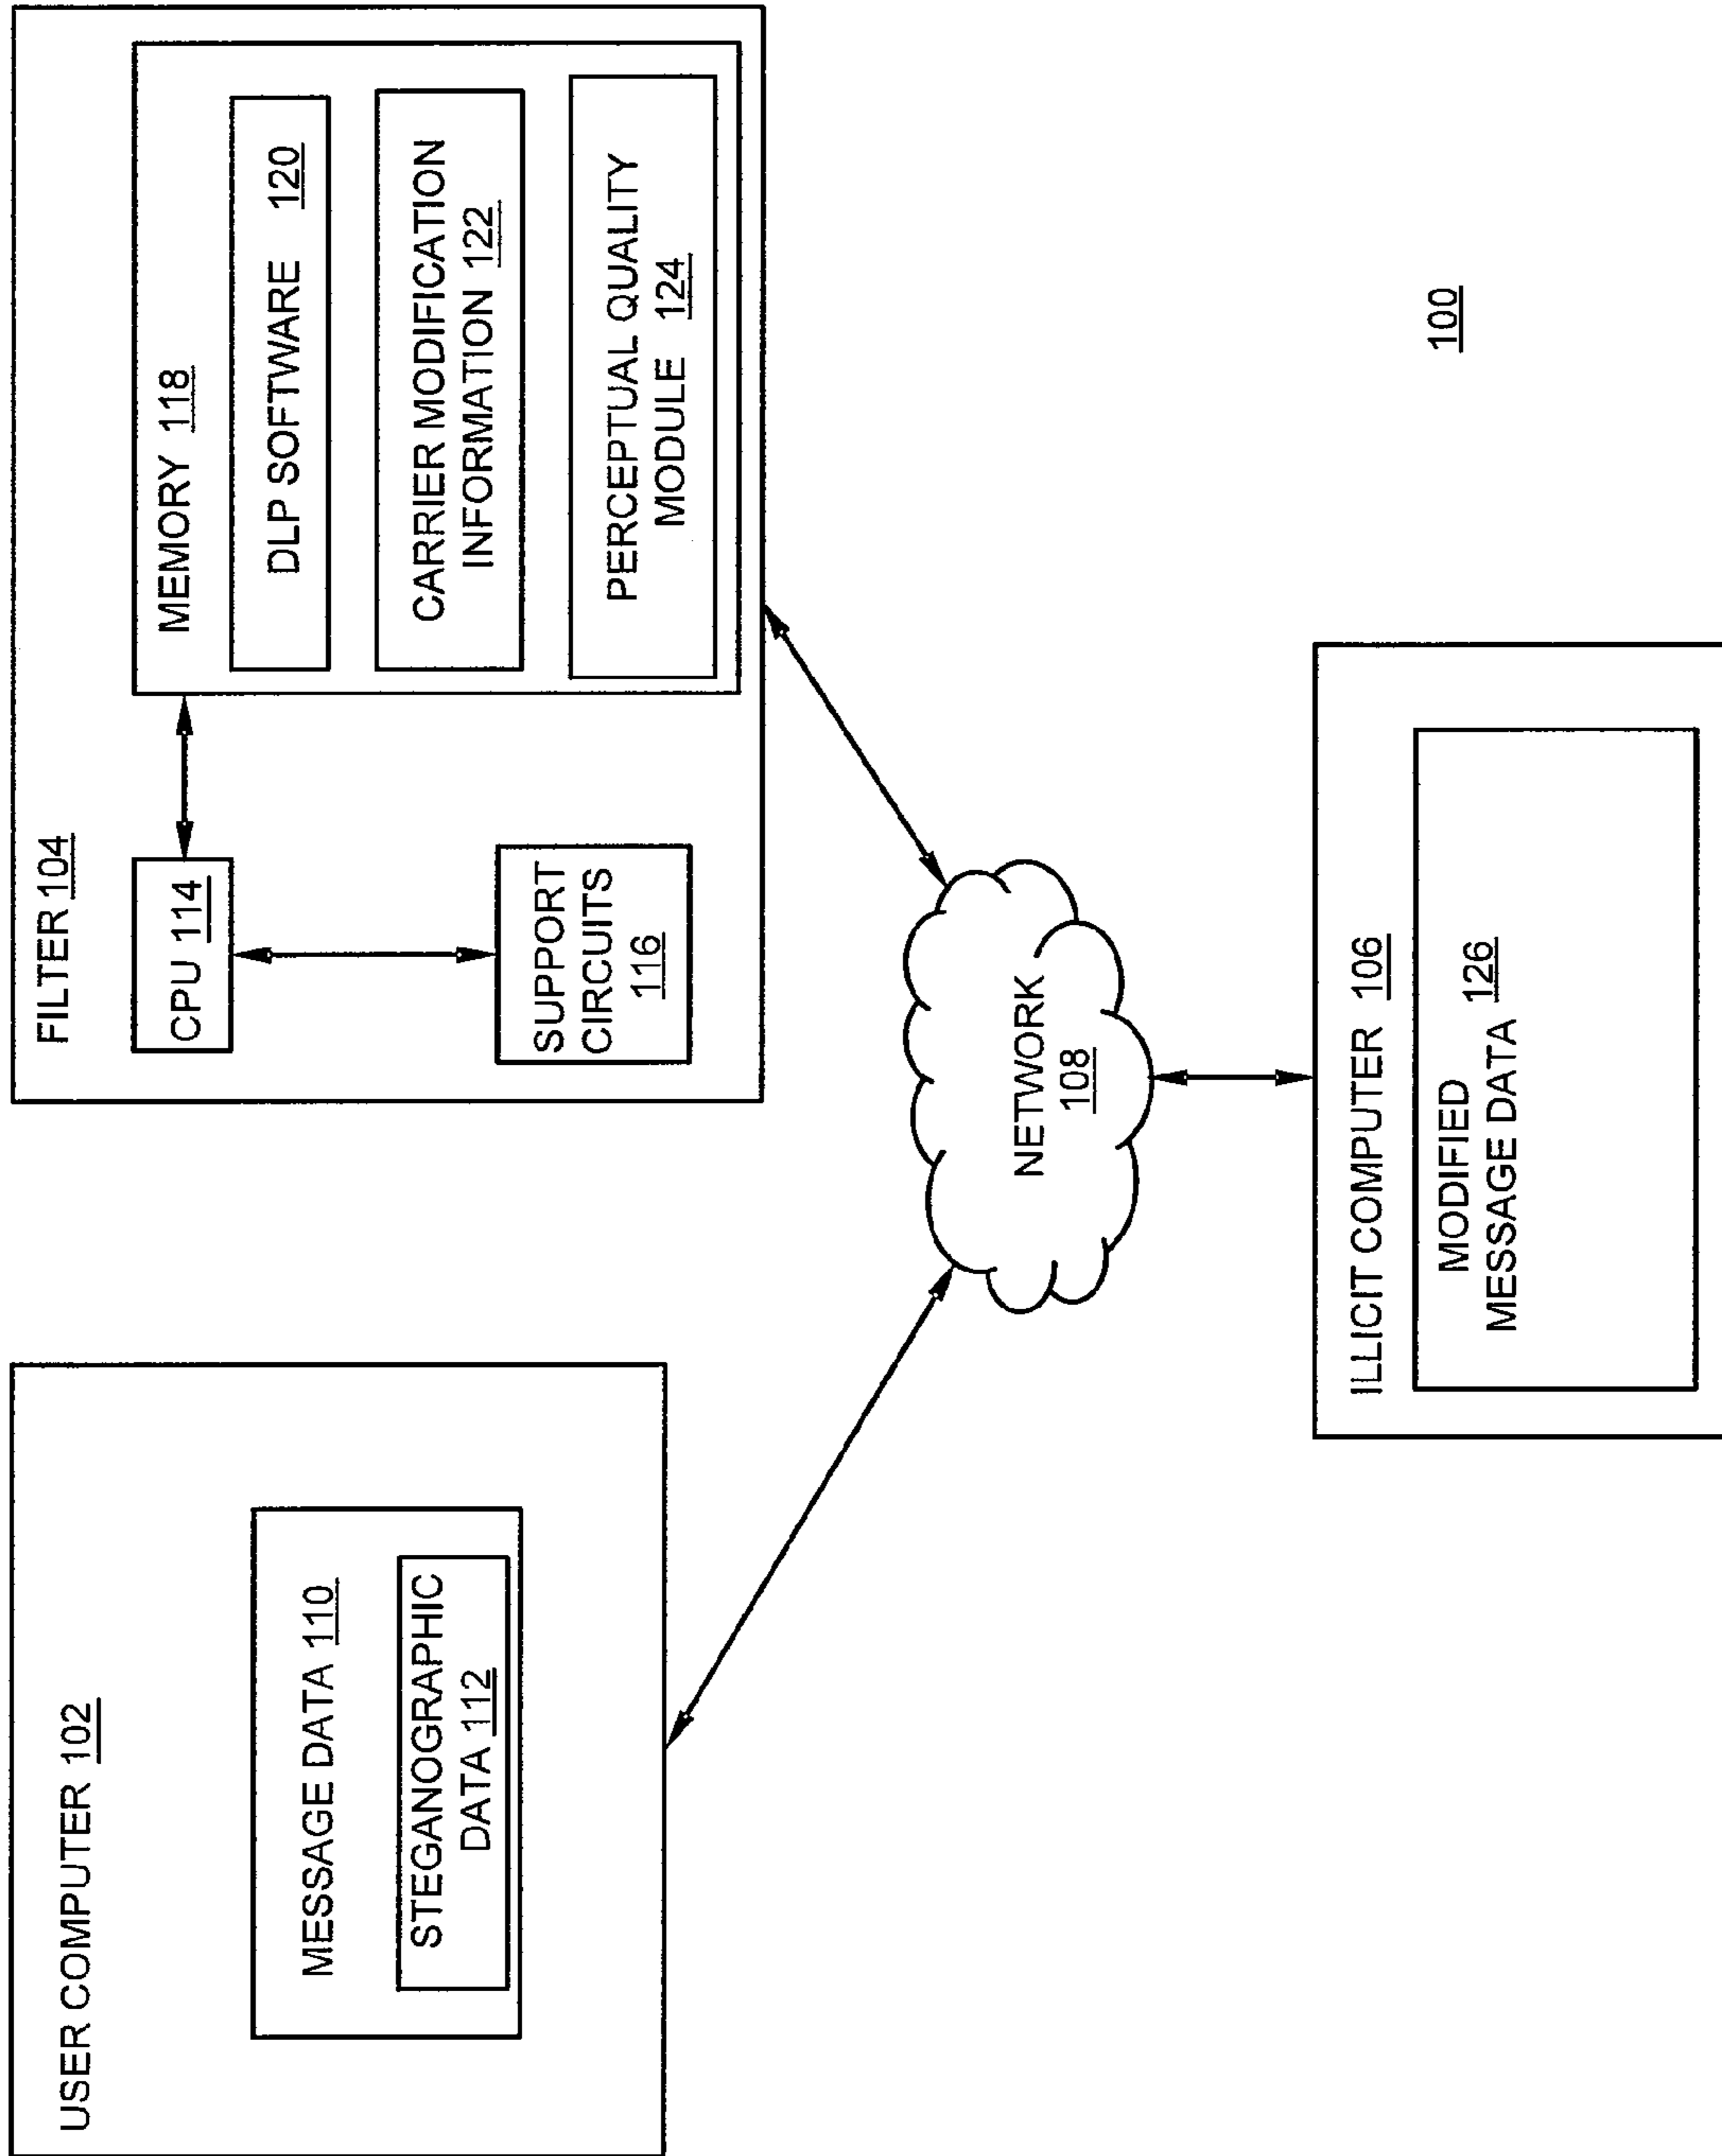 USER COMPUTER 102
MESSAGE DATA 110
STEGANOGRAPHIC
DATA 112
FILTER 104
CPU 114
SUPPORT
CIRCUITS
116
MEMORY 118
DLP SOFTWARE 120
CARRIER MODIFICATION
INFORMATION 122
PERCEPTUAL QUALITY
MODULE 124
NETWORK
108
ILLICIT COMPUTER 106
MODIFIED
MESSAGE DATA 126
100